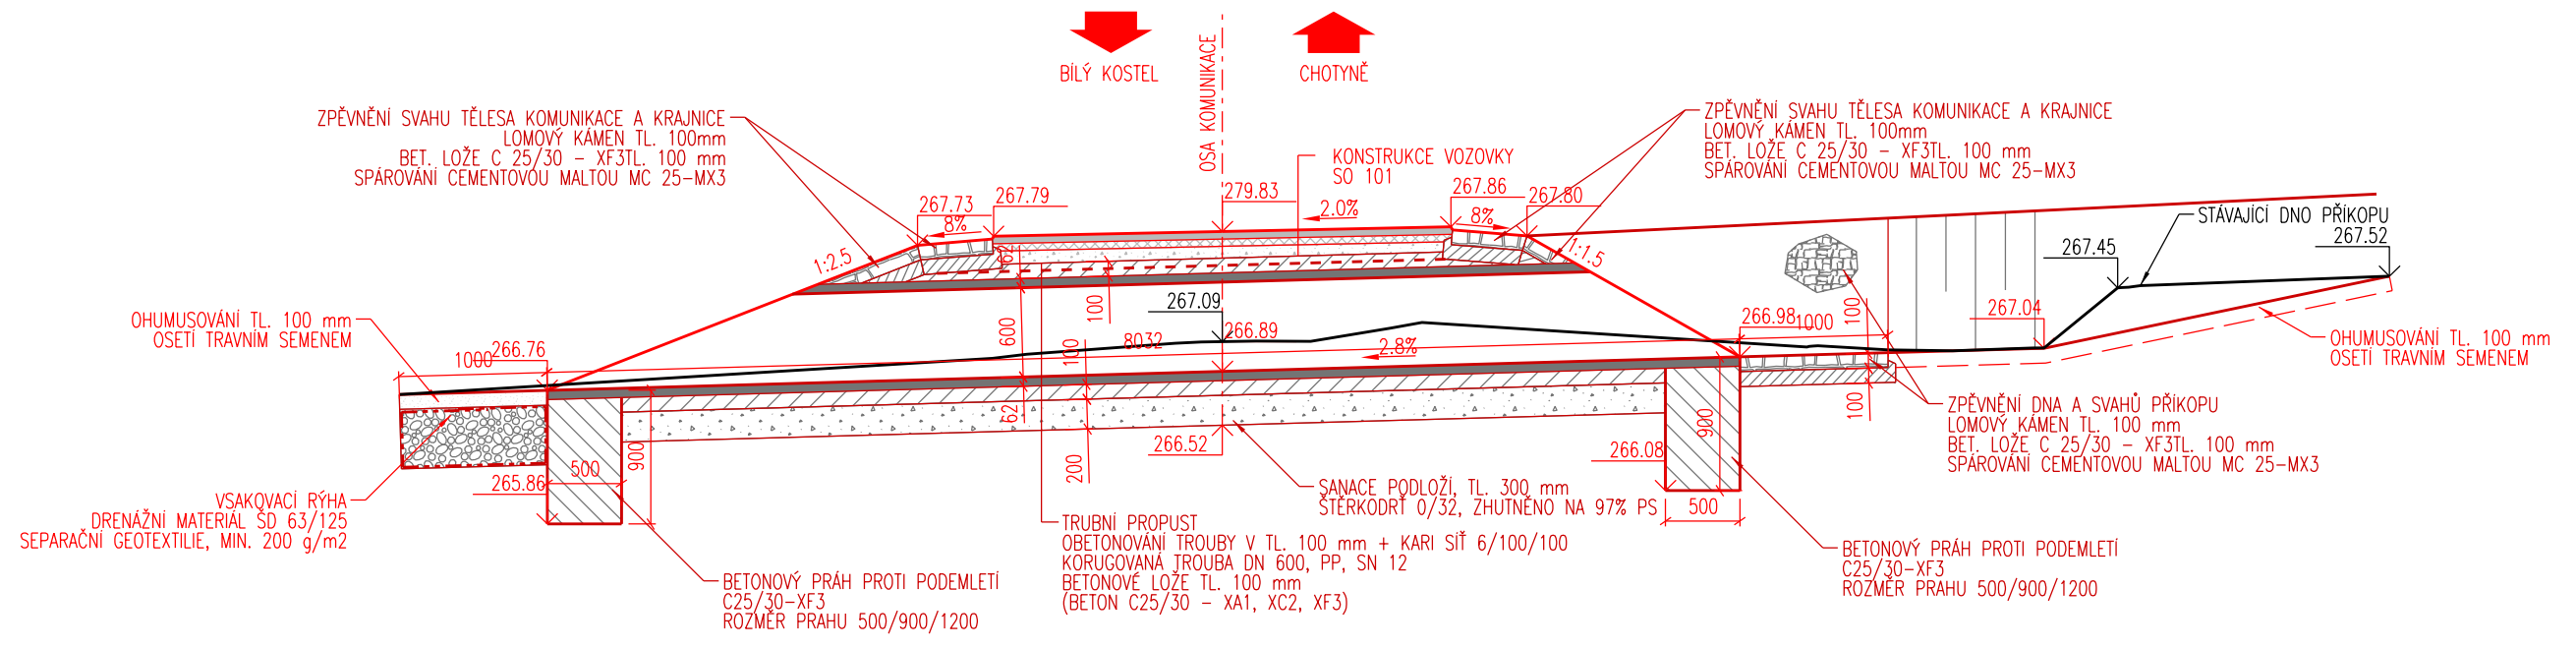 BÍLÝ KOSTEL
CHOTYNĚ
OSA KOMUNIKACE
ZPĚVNĚNÍ SVAHU TĚLESA KOMUNIKACE A KRAJNICE
LOMOVÝ KÁMEN TL. 100mm
BET. LOŽE C 25/30 – XF3TL. 100 mm
SPÁROVÁNÍ CEMENTOVOU MALTOU MC 25–MX3
ZPĚVNĚNÍ SVAHU TĚLESA KOMUNIKACE A KRAJNICE
LOMOVÝ KÁMEN TL. 100mm
BET. LOŽE C 25/30 – XF3TL. 100 mm
SPÁROVÁNÍ CEMENTOVOU MALTOU MC 25–MX3
KONSTRUKCE VOZOVKY
SO 101
267.73
267.79
279.83
2.0%
267.86
267.80
8%
8%
1:2.5
1:1.5
162
STÁVAJÍCÍ DNO PŘÍKOPU
267.52
267.45
267.04
OHUMUSOVÁNÍ TL. 100 mm
OSETÍ TRAVNÍM SEMENEM
OHUMUSOVÁNÍ TL. 100 mm
OSETÍ TRAVNÍM SEMENEM
1000
266.76
600
100
267.09
266.89
8032
100
2.8%
266.98
1000
100
62
900
500
265.86
200
266.52
266.08
900
500
100
ZPĚVNĚNÍ DNA A SVAHŮ PŘÍKOPU
LOMOVÝ KÁMEN TL. 100 mm
BET. LOŽE C 25/30 – XF3TL. 100 mm
SPÁROVÁNÍ CEMENTOVOU MALTOU MC 25–MX3
VSAKOVACÍ RÝHA
DRENÁŽNÍ MATERIÁL ŠD 63/125
SEPARAČNÍ GEOTEXTILIE, MIN. 200 g/m2
SANACE PODLOŽÍ, TL. 300 mm
ŠTĚRKODRŤ 0/32, ZHUTNĚNO NA 97% PS
TRUBNÍ PROPUST
OBETONOVÁNÍ TROUBY V TL. 100 mm + KARI SÍŤ 6/100/100
KORUGOVANÁ TROUBA DN 600, PP, SN 12
BETONOVÉ LOŽE TL. 100 mm
(BETON C25/30 – XA1, XC2, XF3)
BETONOVÝ PRÁH PROTI PODEMLETÍ
C25/30–XF3
ROZMĚR PRAHU 500/900/1200
BETONOVÝ PRÁH PROTI PODEMLETÍ
C25/30–XF3
ROZMĚR PRAHU 500/900/1200